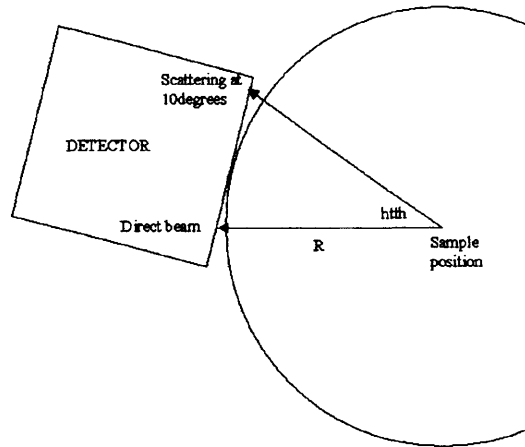 Scattering at
10degrees
DETECTOR
htth
Direct beam
R
Sample
position